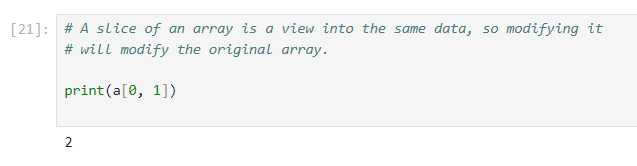 [21]: # A slice of an array is a view into the same data, so modifying it
# will modify the original array.
print(a[0, 1])
2